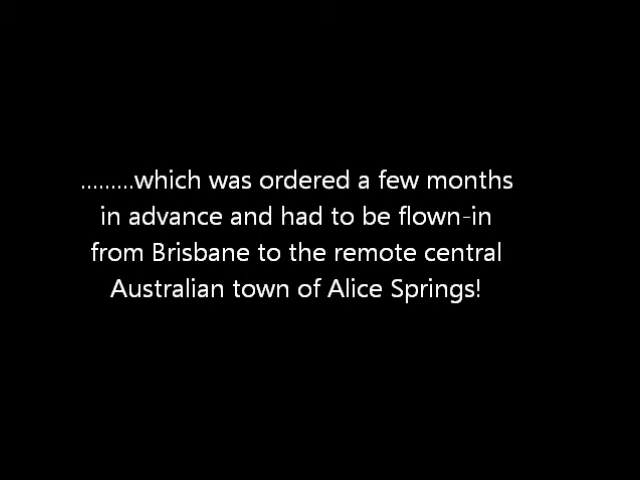 .........which was ordered a few months
in advance and had to be flown-in
from Brisbane to the remote central
Australian town of Alice Springs!